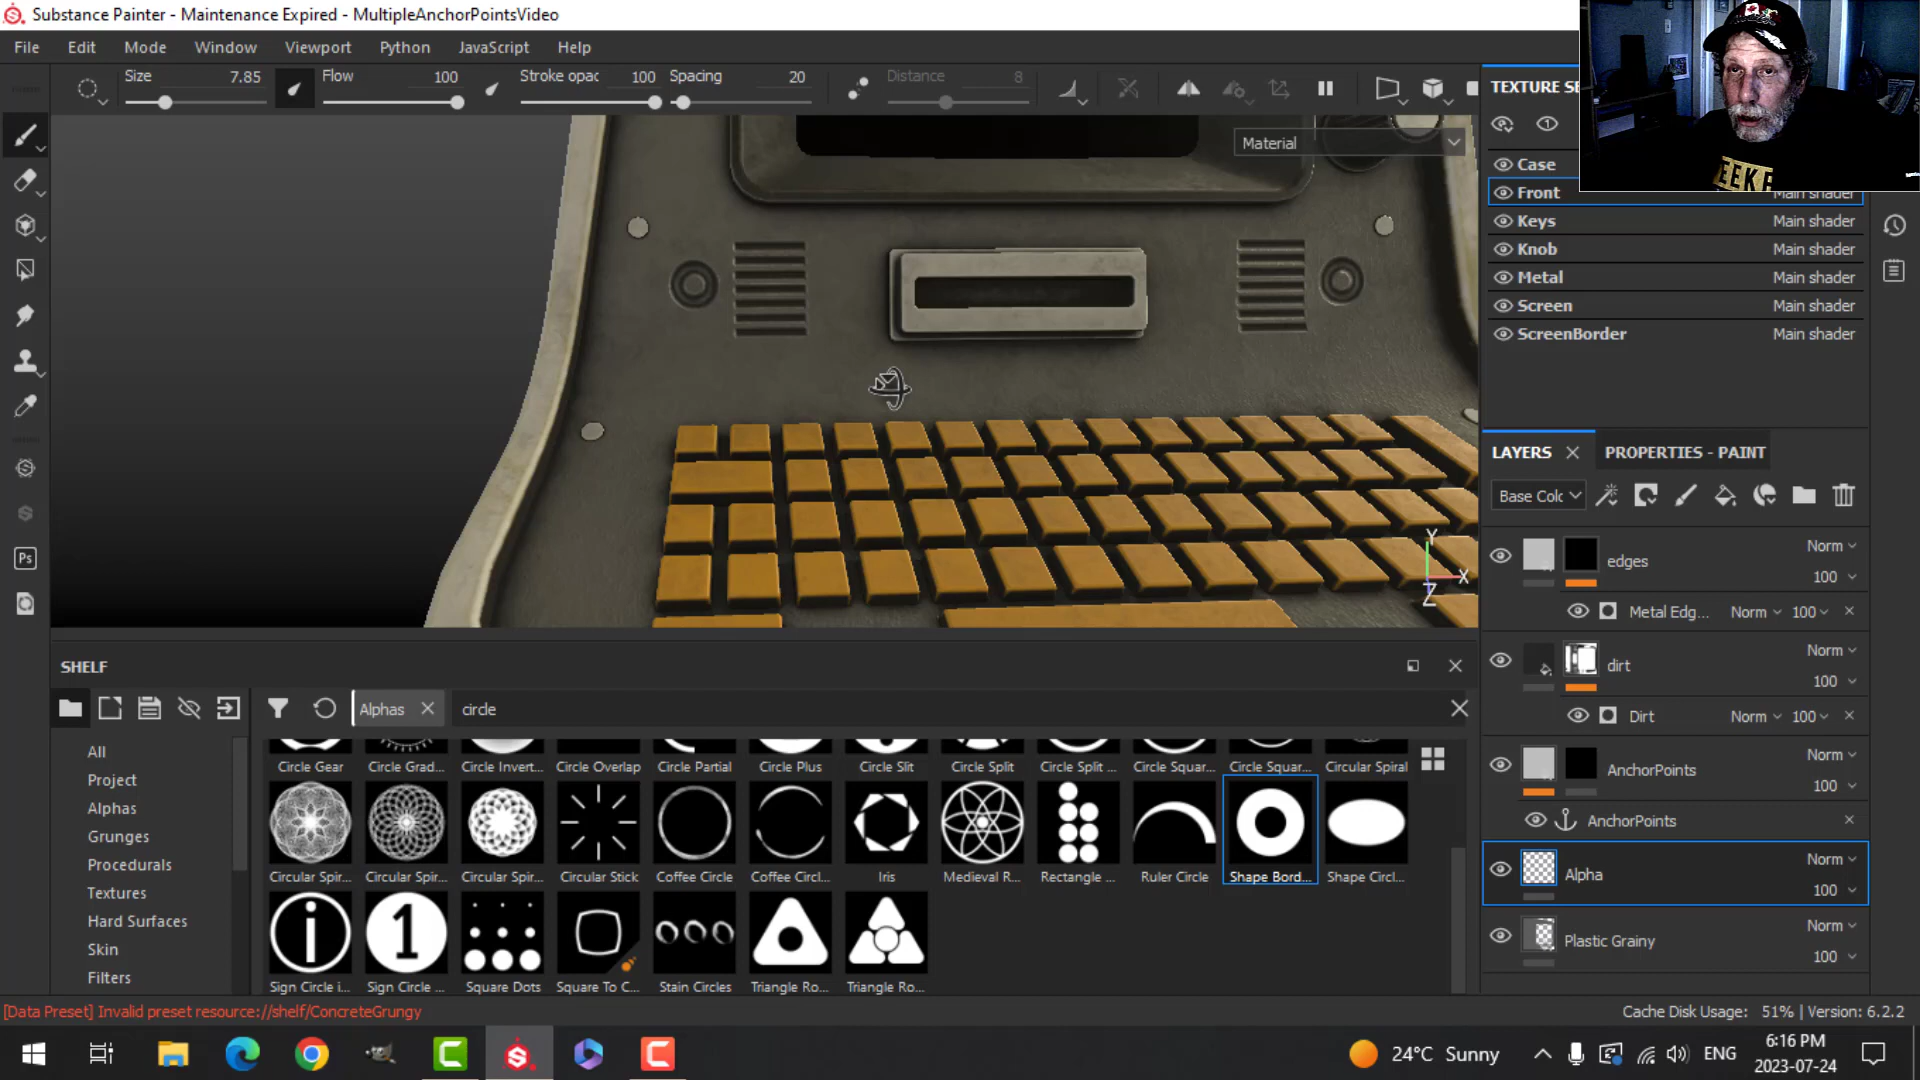 Substance Painter - Maintenance Expired - MultipleAnchorPointsVideo
File Edit Mode Window Viewport Python JavaScript Help
Size 7.85 Flow 100 Stroke opac 100 Spacing 20 Distance 8
Material
TEXTURE SE
Case
Front Main shader
Keys Main shader
Knob Main shader
Metal Main shader
Screen Main shader
ScreenBorder Main shader
EEKE
Y
X
Z
LAYERS PROPERTIES - PAINT
Base Colc
edges Norm 100
Metal Edg... Norm 100
dirt Norm 100
Dirt Norm 100
AnchorPoints Norm 100
AnchorPoints
Alpha Norm 100
Plastic Grainy Norm 100
SHELF
Alphas circle
All
Project
Alphas
Grunges
Procedurals
Textures
Hard Surfaces
Skin
Filters
Circle Gear Circle Grad... Circle Invert... Circle Overlap Circle Partial Circle Plus Circle Slit Circle Split Circle Split ... Circle Squar... Circle Squar... Circular Spiral
Circular Spir... Circular Spir... Circular Spir... Circular Stick Coffee Circle Coffee Circl... Iris Medieval R... Rectangle ... Ruler Circle Shape Bord... Shape Circl...
Sign Circle i... Sign Circle ... Square Dots Square To C... Stain Circles Triangle Ro... Triangle Ro...
[Data Preset] Invalid preset resource://shelf/ConcreteGrungy
Cache Disk Usage: 51% | Version: 6.2.2
24°C Sunny
ENG
6:16 PM
2023-07-24